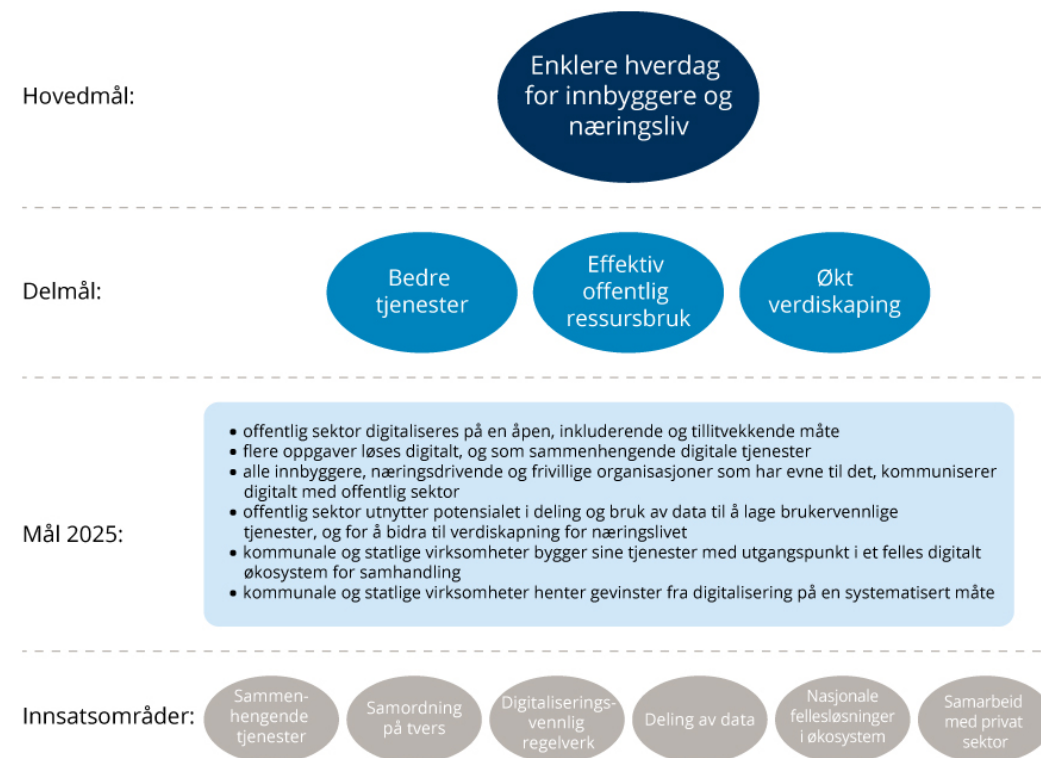 Hovedmål:
Enklere hverdag
for innbyggere og
næringsliv
Delmål:
Bedre
tjenester
Effektiv
offentlig
ressursbruk
Økt
verdiskaping
Mål 2025:
• offentlig sektor digitaliseres på en åpen, inkluderende og tillitvekkende måte
• flere oppgaver løses digitalt, og som sammenhengende digitale tjenester
• alle innbyggere, næringsdrivende og frivillige organisasjoner som har evne til det, kommuniserer
digitalt med offentlig sektor
• offentlig sektor utnytter potensialet i deling og bruk av data til å lage brukervennlige
tjenester, og for å bidra til verdiskapning for næringslivet
• kommunale og statlige virksomheter bygger sine tjenester med utgangspunkt i et felles digitalt
økosystem for samhandling
• kommunale og statlige virksomheter henter gevinster fra digitalisering på en systematisert måte
Innsatsområder:
Sammen-
hengende
tjenester
Samordning
på tvers
Digitaliserings-
vennlig
regelverk
Deling av data
Nasjonale
fellesløsninger
i økosystem
Samarbeid
med privat
sektor